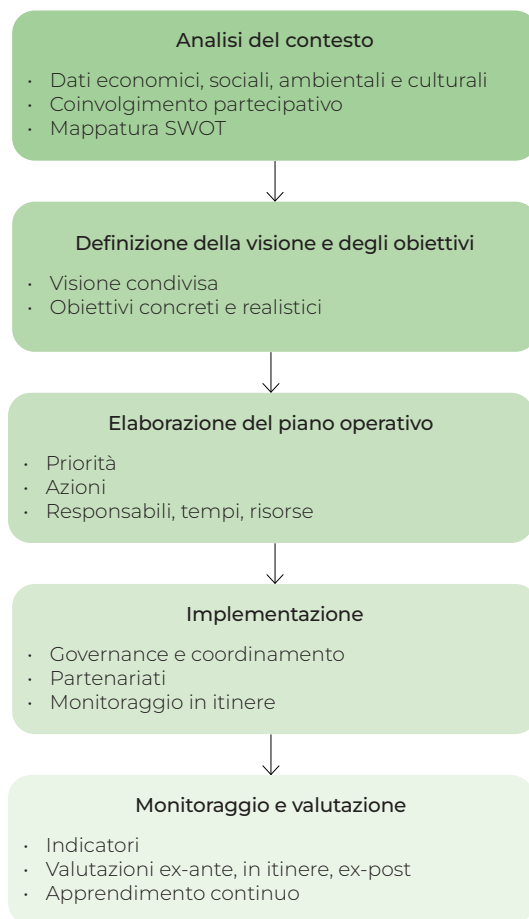 Analisi del contesto
· Dati economici, sociali, ambientali e culturali
· Coinvolgimento partecipativo
· Mappatura SWOT
Definizione della visione e degli obiettivi
· Visione condivisa
· Obiettivi concreti e realistici
Elaborazione del piano operativo
· Priorità
· Azioni
· Responsabili, tempi, risorse
Implementazione
· Governance e coordinamento
· Partenariati
· Monitoraggio in itinere
Monitoraggio e valutazione
· Indicatori
· Valutazioni ex-ante, in itinere, ex-post
· Apprendimento continuo